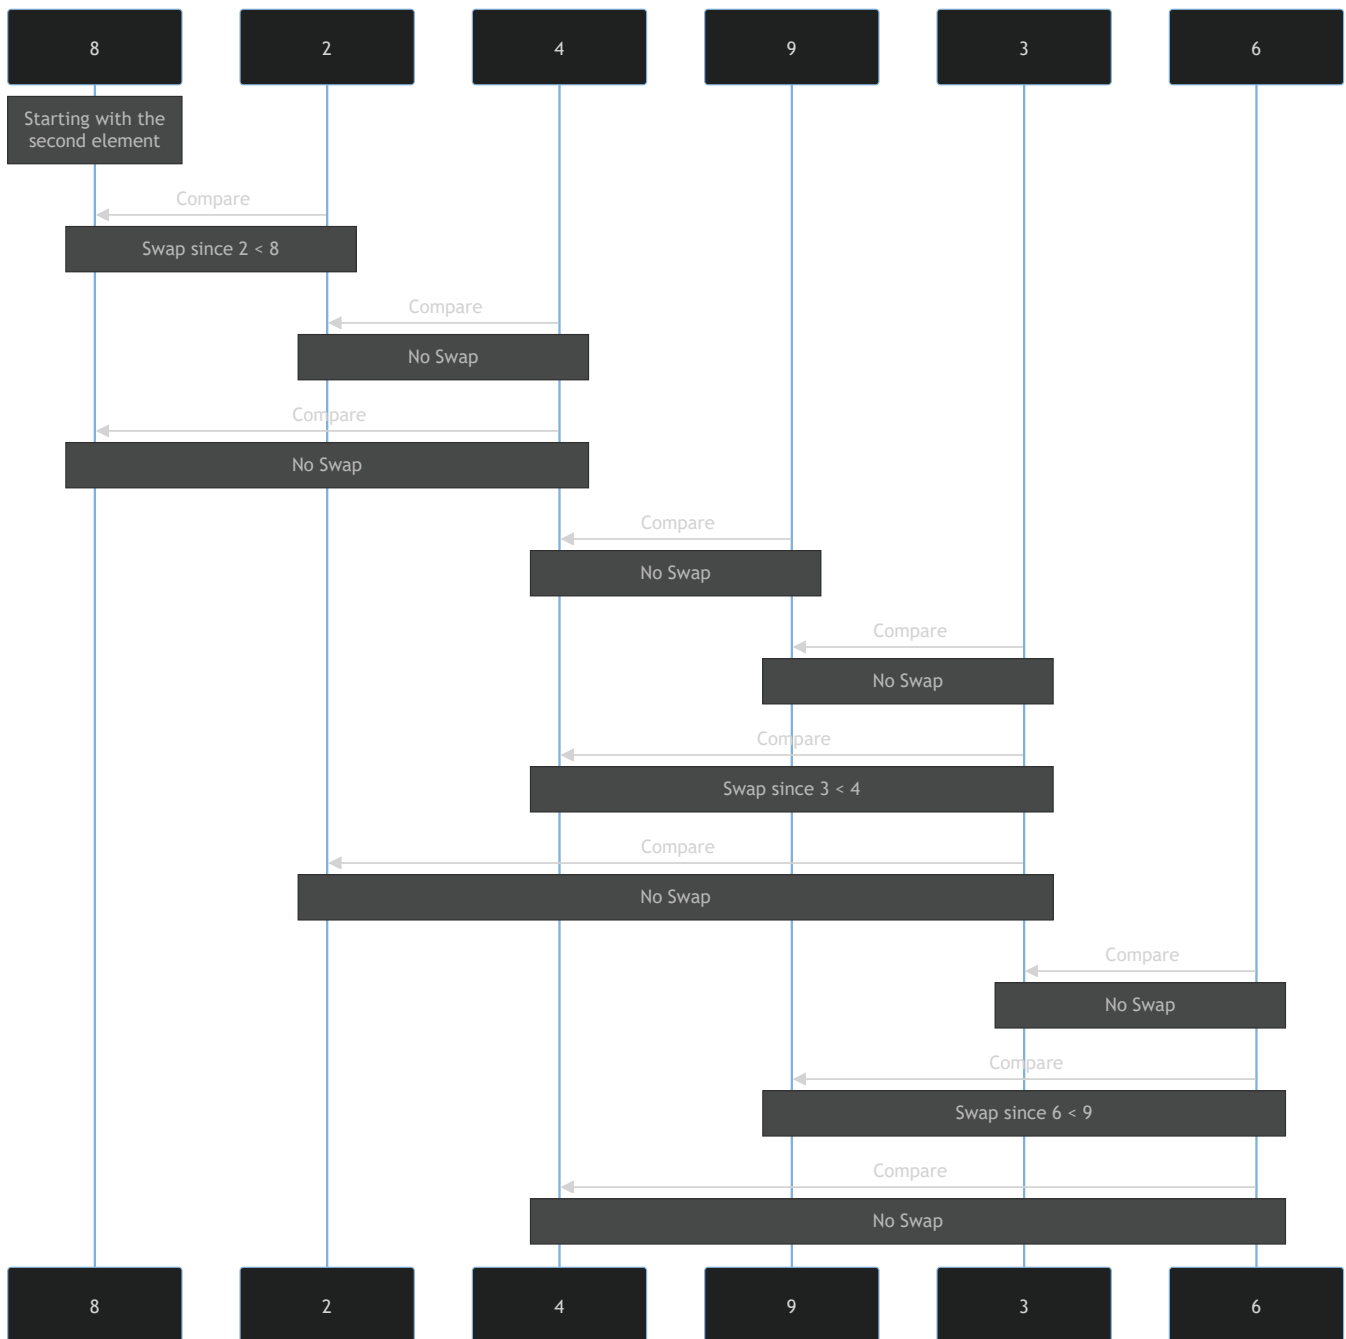 8
2
4
9
3
6
Starting with the
second element
Compare
Swap since 2 < 8
Compare
No Swap
Compare
No Swap
Compare
No Swap
Compare
No Swap
Compare
Swap since 3 < 4
Compare
No Swap
Compare
No Swap
Compare
Swap since 6 < 9
Compare
No Swap
8
2
4
9
3
6